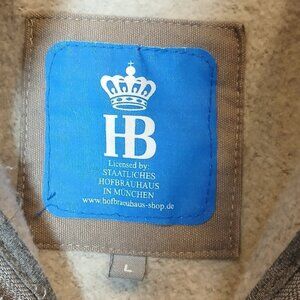 HB
Licensed by:
STAATLICHES
HOFBRÄUHAUS
IN MÜNCHEN
www.hofbraeuhaus-shop.de
L